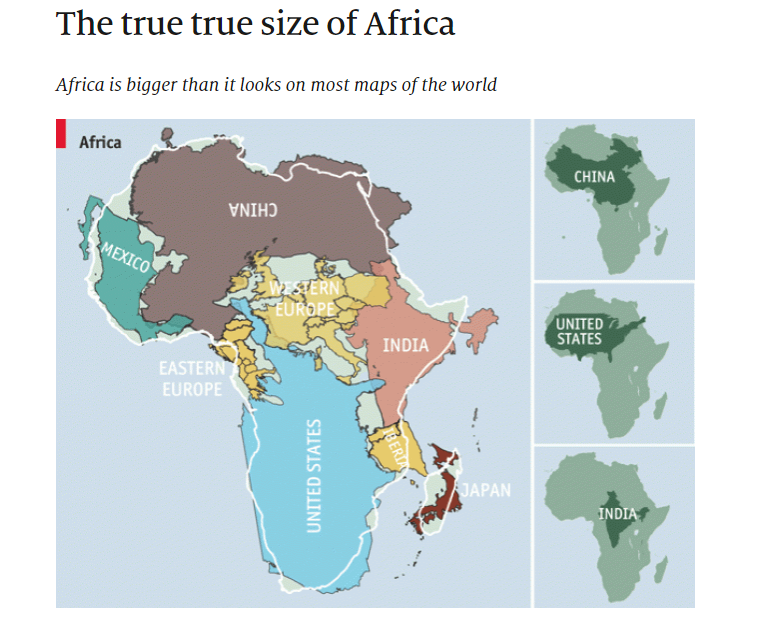 The true true size of Africa
Africa is bigger than it looks on most maps of the world
Africa
CHINA
MEXICO
WESTERN
EUROPE
INDIA
EASTERN
EUROPE
IBERIA
UNITED STATES
JAPAN
CHINA
UNITED
STATES
INDIA